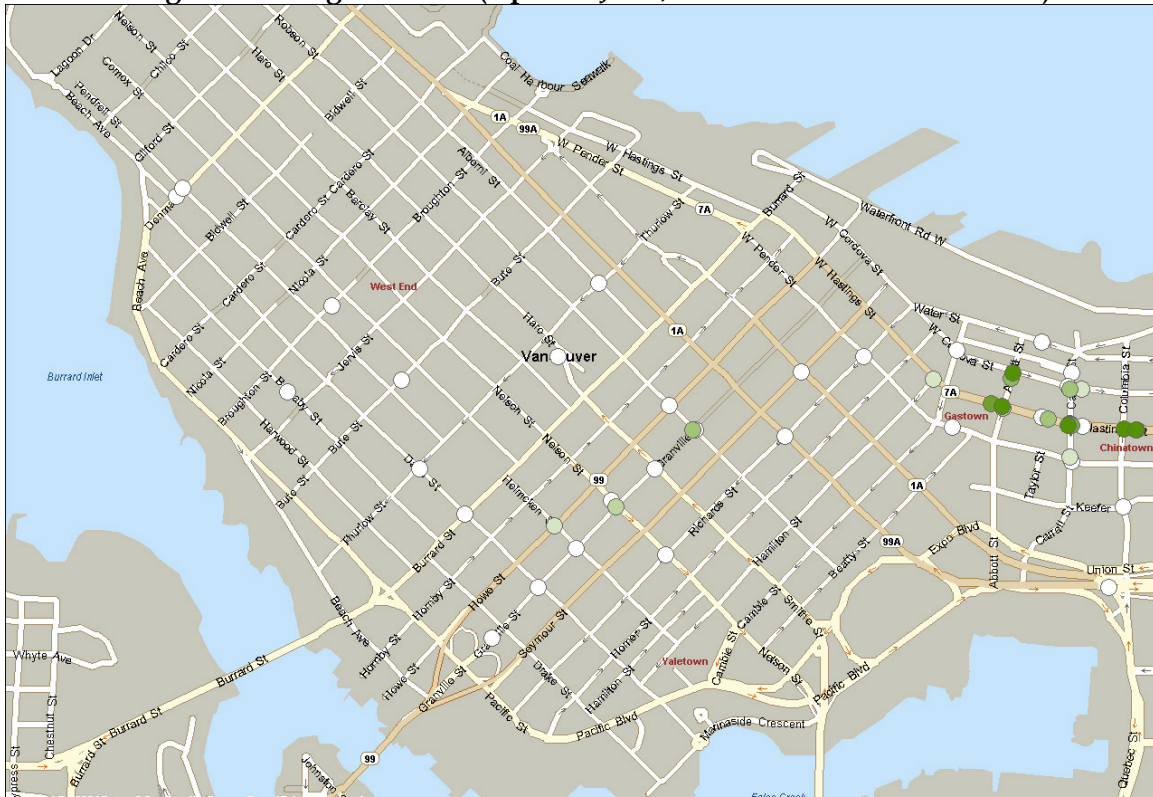 Lagoon Dr
Nelson St
Comox St
Chilco St
Pendrell St
Beach Ave
Gilford St
Robson St
Haro St
Bidwell St
Coal Harbour Seawalk
1A
99A
W Pender St
W Hastings St
Alberni St
Cardero St
Broughton St
Barclay St
Cardero St
Bidwell St
Beach Ave
Thurlow St
Burrard St
7A
Waterfront Rd W
W Cordova St
W Pender St
W Hastings St
Bute St
Nicola St
Cardero St
West End
Haro St
Vancouver
1A
Water St
W Cordova St
Columbia St
Burrard Inlet
Cardero St
Nicola St
Jervis St
Broughton St
Harwood St
Bute St
Bute St
Nelson St
Nelson St
Granville
7A
Gastown
Chinatown
Taylor St
Carrall St
Keefer
Abbott St
Union St
Expo Blvd
99A
1A
99
Helmcken
Richards St
Hamilton St
Beatty St
Thurlow St
Burrard St
Hornby St
Howe St
Seymour St
Smithe St
Cambie St
Cambie St
Nelson St
Homer St
Hamilton St
Drake St
Yaletown
Pacific Blvd
Pacific Blvd
Pacific St
Marinaside Crescent
Beach Ave
Hornby St
Howe St
Granville St
Burrard St
Burrard St
Burrard St
Whyte Ave
Chestnut St
99
Quebec St